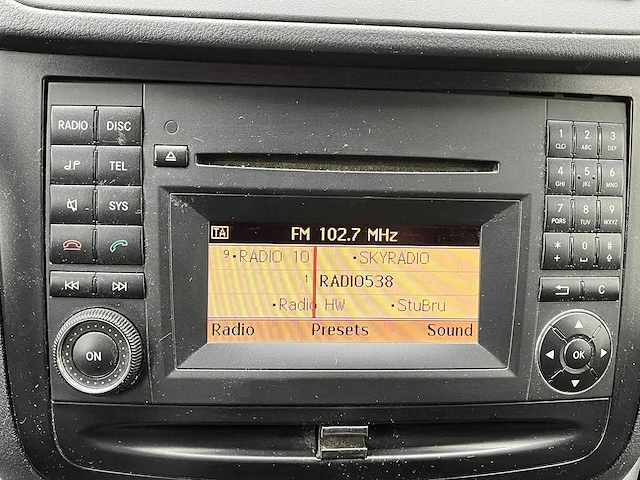 RADIO DISC
TEL
SYS
ON
TA FM 102.7 MHz
9•RADIO 10 •SKYRADIO
1 RADIO538
•Radio HW •StuBru
Radio Presets Sound
1 2 3
ABC DEF
4 5 6
GHI JKL MNO
7 8 9
PQRS TUV WXYZ
* 0 #
+
C
OK